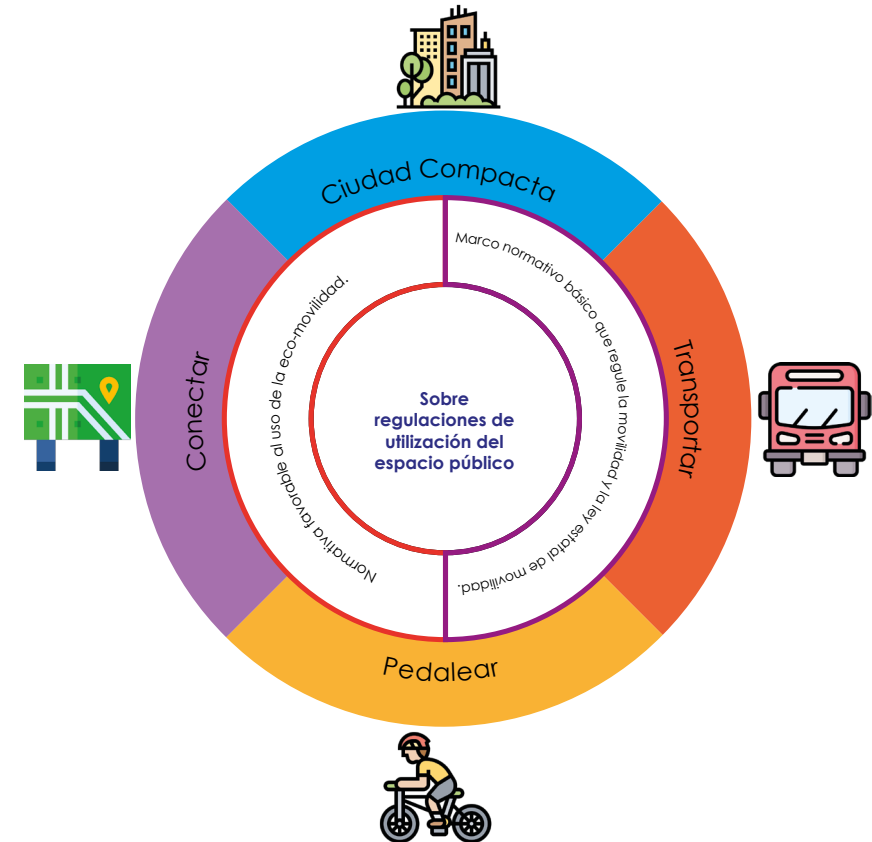 Ciudad Compacta
Marco normativo básico que regule la movilidad y la ley estatal de movilidad.
Transportar
Normativa favorable al uso de la eco-movilidad.
Conectar
Sobre
regulaciones de
utilización del
espacio público
Pedalear